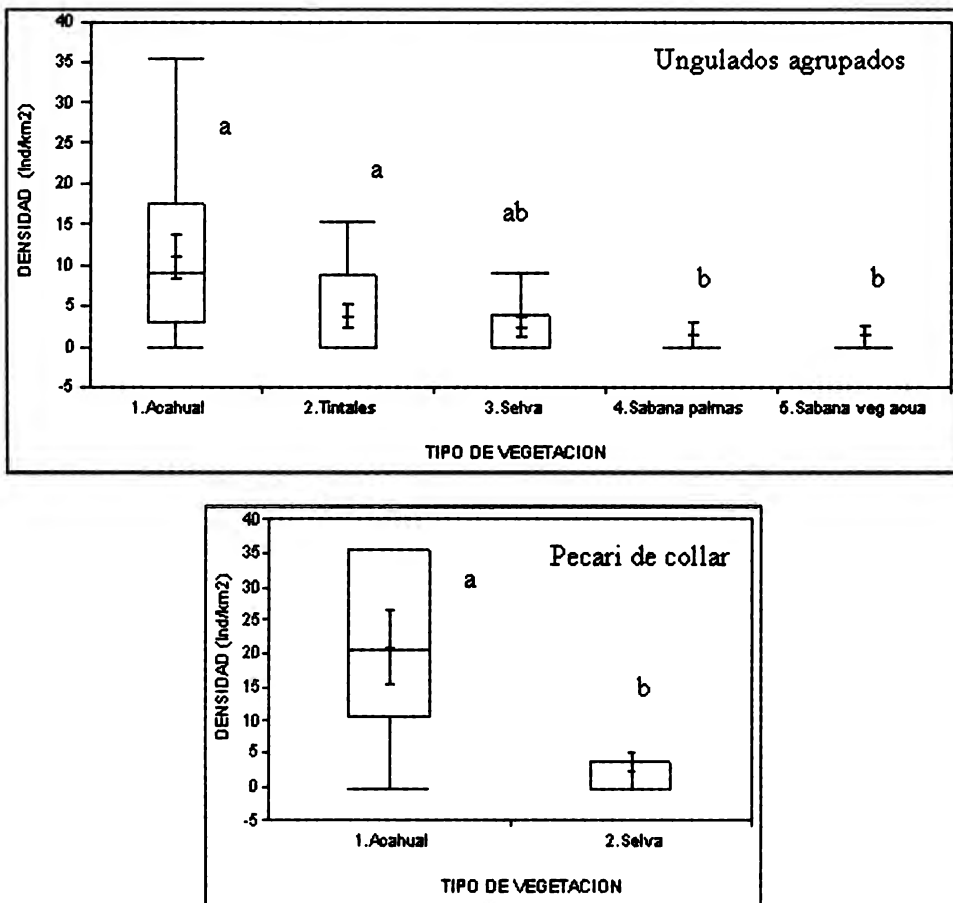 Ungulados agrupados
DENSIDAD (Ind/km2)
40
35
30
25
20
15
10
5
0
-5
a
a
ab
b
b
1.Acahual 2.Tintales 3.Selva 4.Sabana palmas 5.Sabana veg acua
TIPO DE VEGETACION
Pecari de collar
DENSIDAD (Ind/km2)
40
35
30
25
20
15
10
5
0
-5
a
b
1.Acahual 2.Selva
TIPO DE VEGETACION